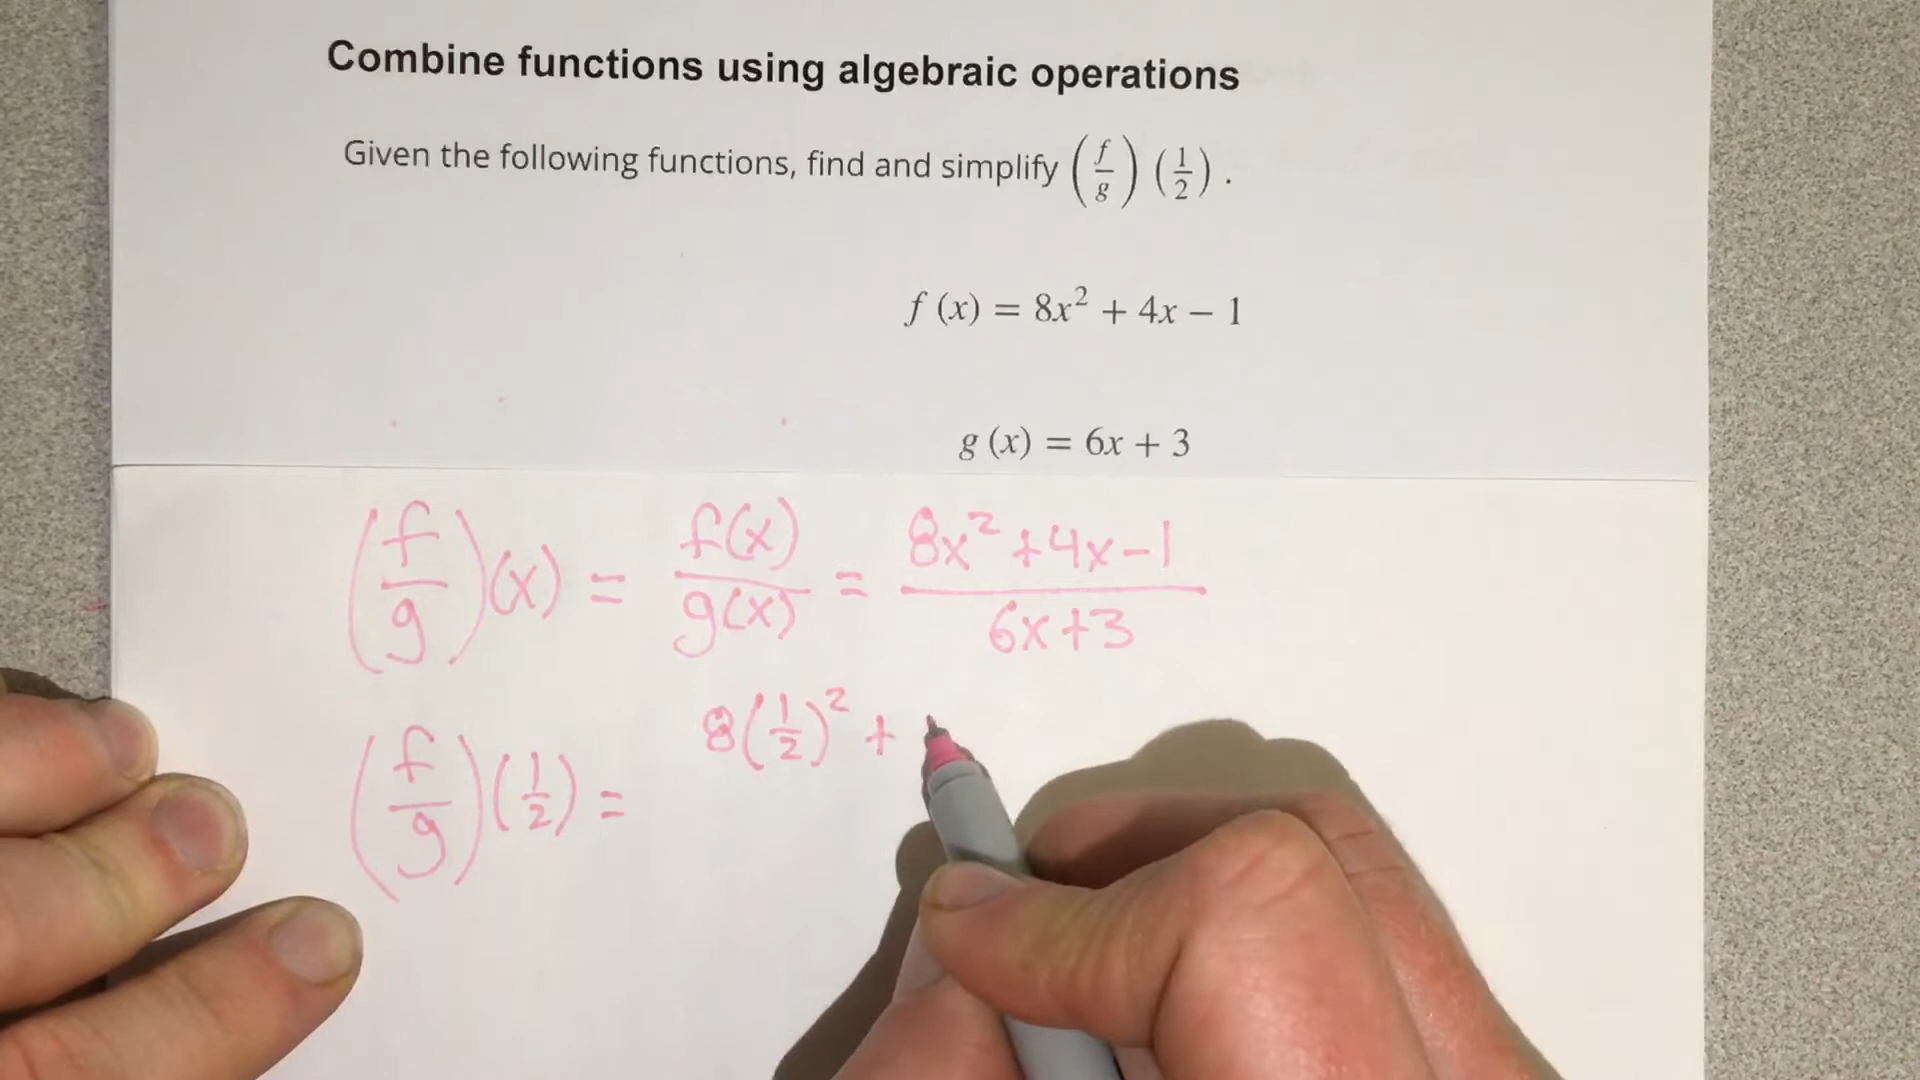 Combine functions using algebraic operations
Given the following functions, find and simplify (f/g) (1/2) .
f (x) = 8x² + 4x − 1
g (x) = 6x + 3
(f/g)(x) = f(x)/g(x) = 8x² + 4x - 1 / 6x + 3
(f/g)(1/2) = 8(1/2)² +